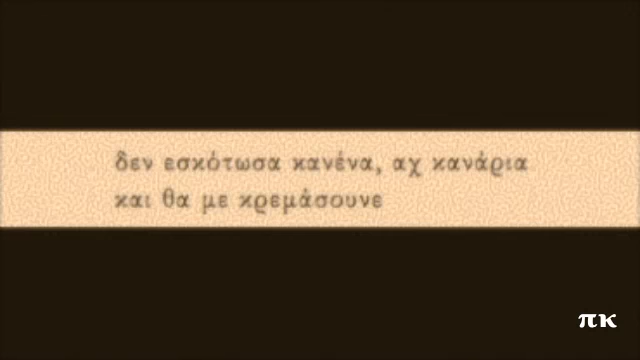 δεν εσκότωσα κανένα, αχ κανάρια
και θα με κρεμάσουνε
πκ